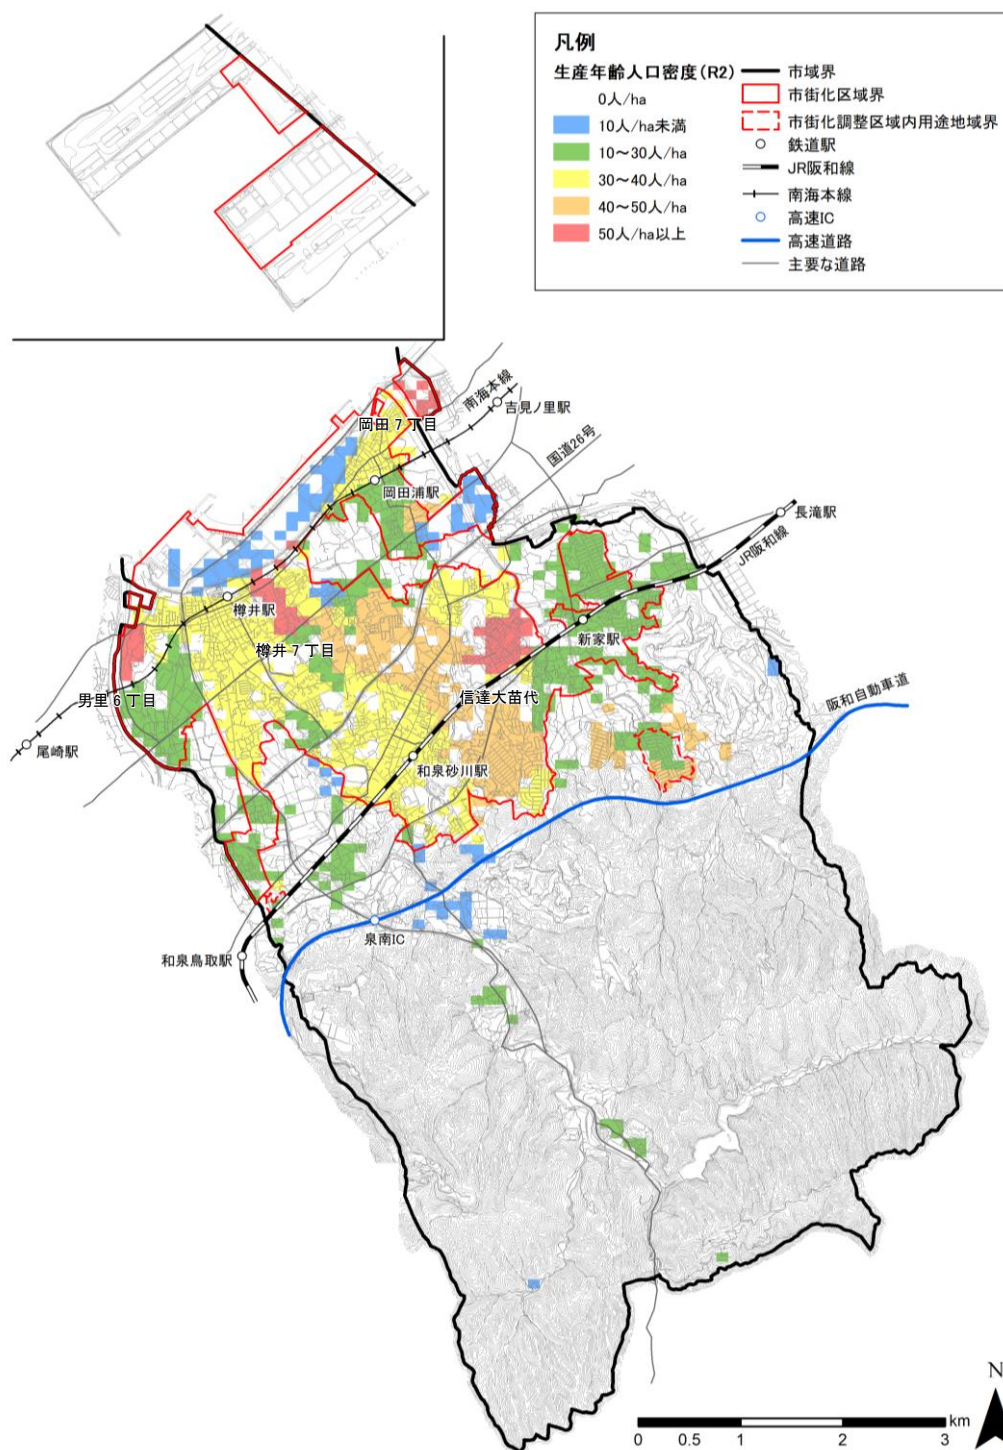 凡例
生産年齢人口密度(R2)
0人/ha
10人/ha未満
10～30人/ha
30～40人/ha
40～50人/ha
50人/ha以上
市域界
市街化区域界
市街化調整区域内用途地域界
鉄道駅
JR阪和線
南海本線
高速IC
高速道路
主要な道路
南海本線
吉見ノ里駅
岡田7丁目
国道26号
岡田浦駅
長滝駅
JR阪和線
樽井駅
新家駅
樽井7丁目
信達大苗代
男里6丁目
阪和自動車道
尾崎駅
和泉砂川駅
泉南IC
和泉鳥取駅
N
km
0 0.5 1 2 3